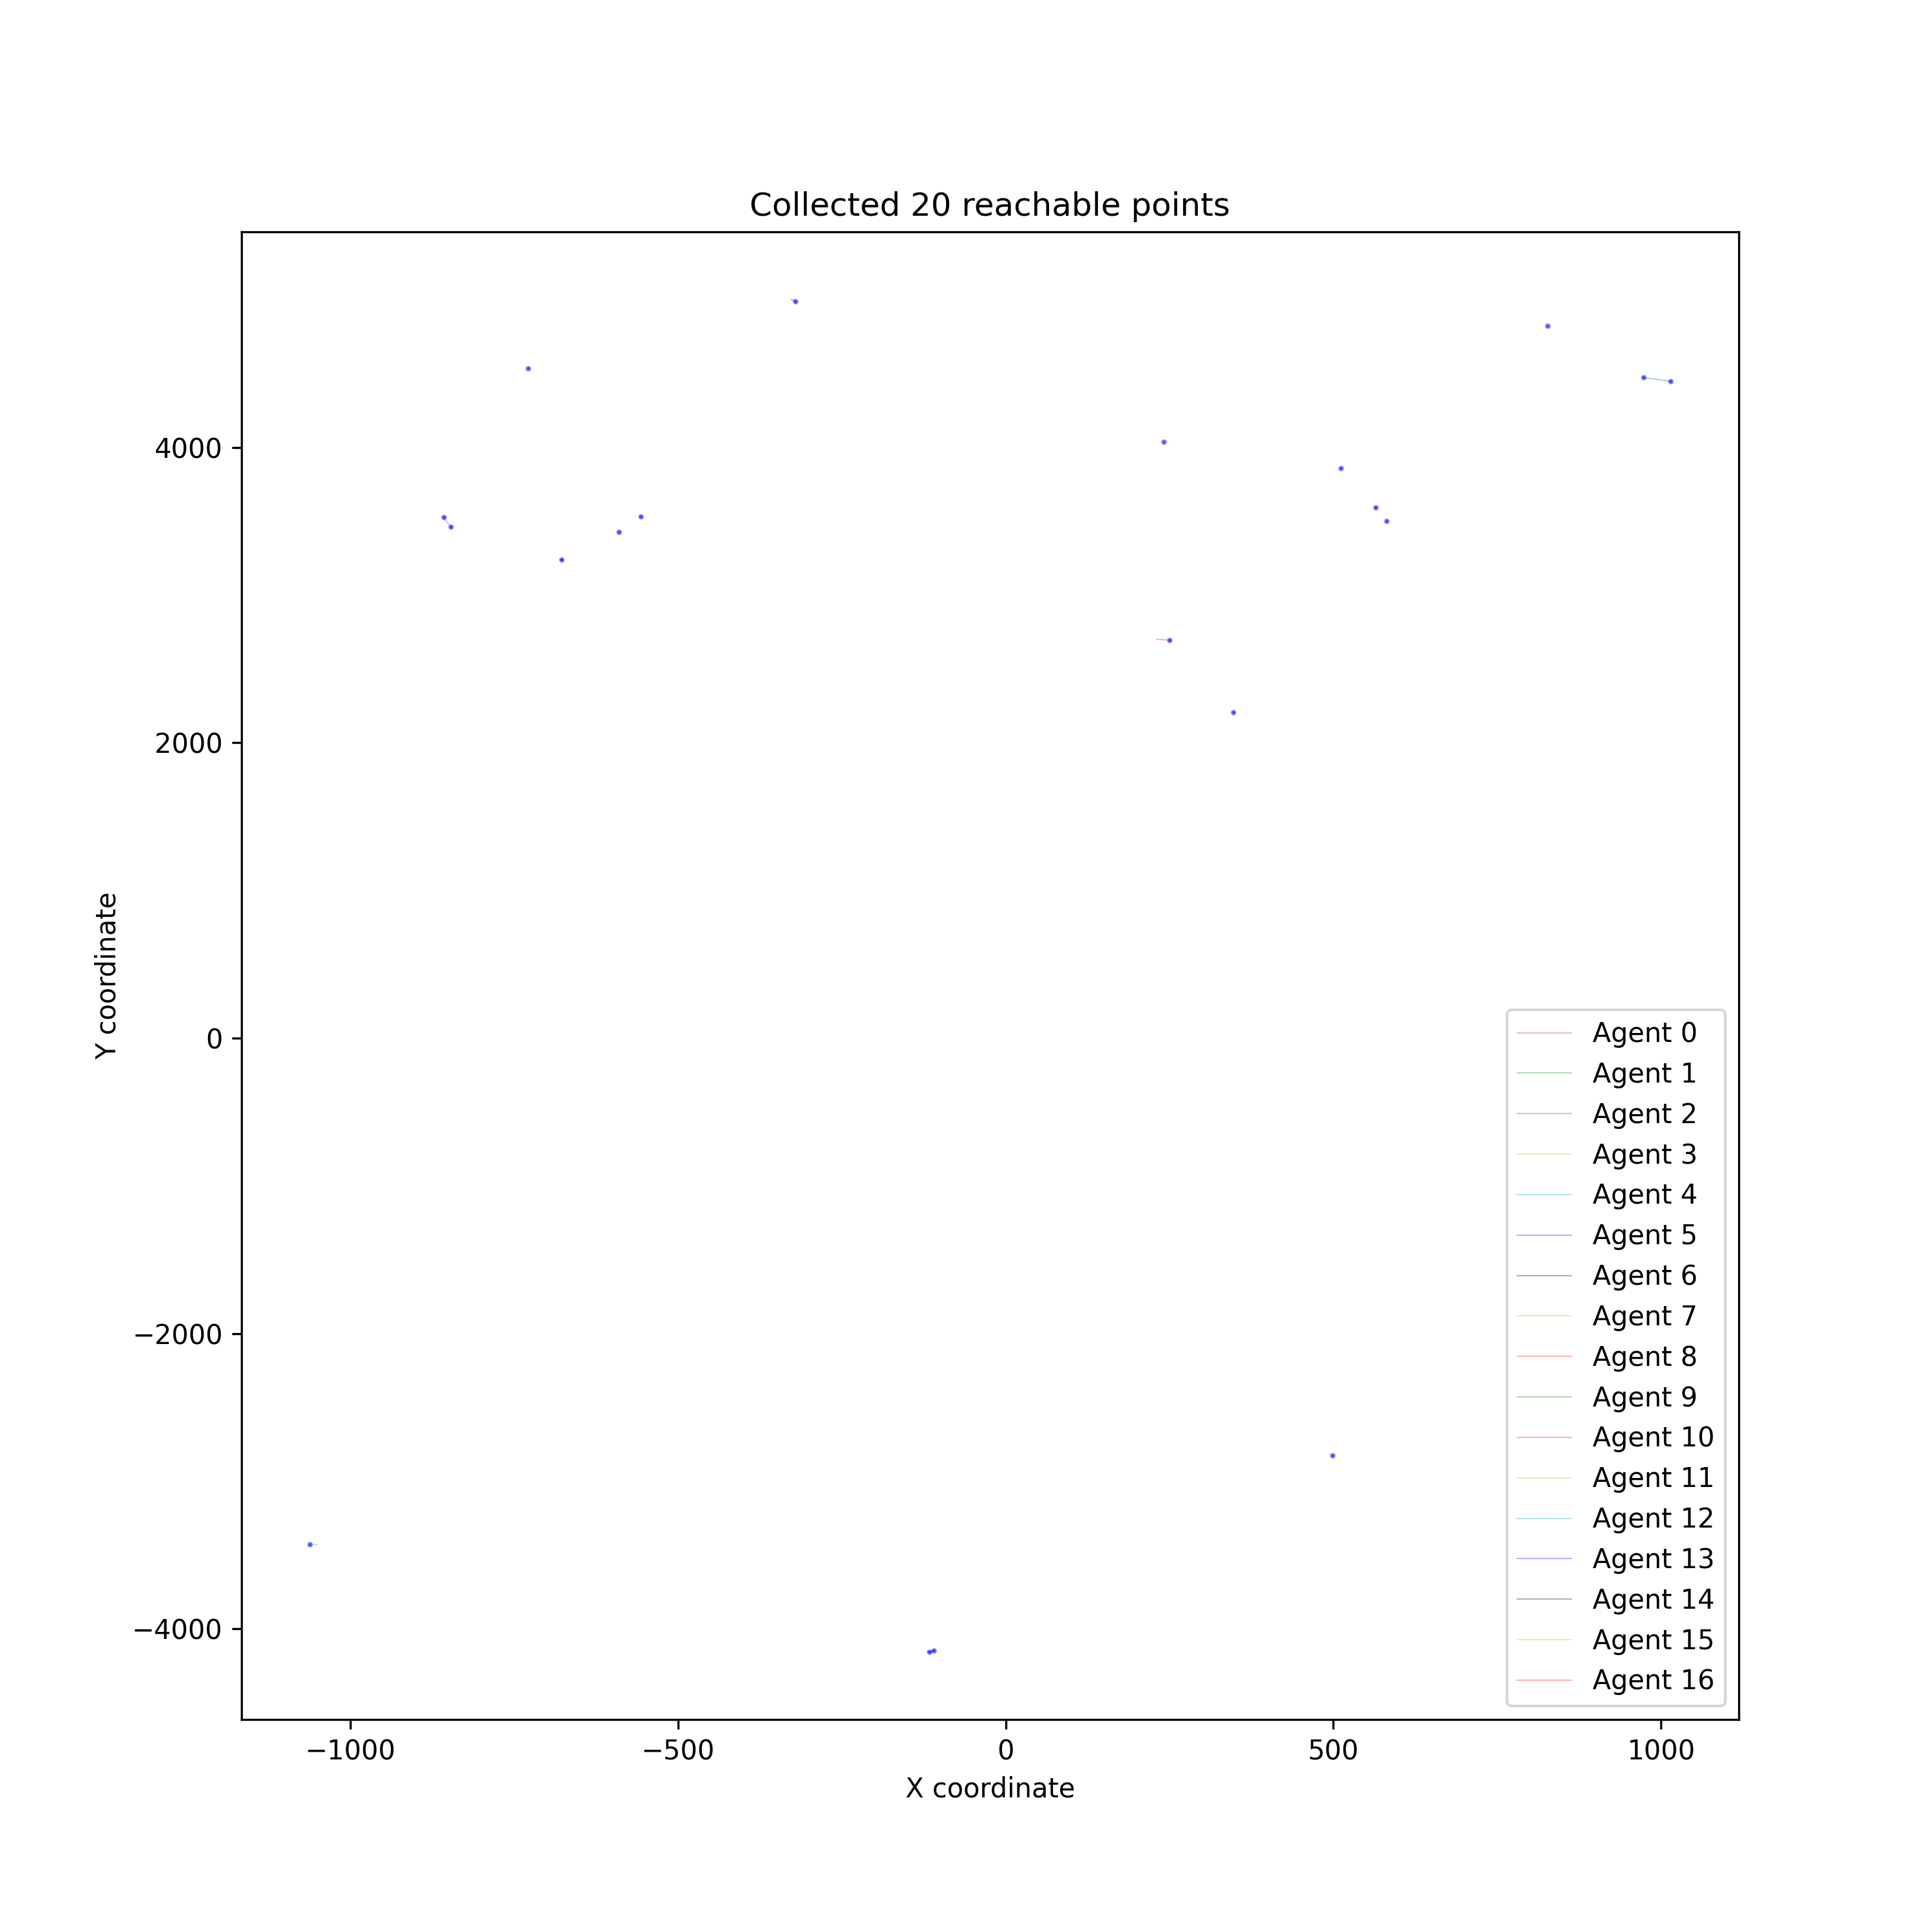 Collected 20 reachable points
Y coordinate
4000
2000
0
−2000
−4000
−1000
−500
0
500
1000
X coordinate
Agent 0
Agent 1
Agent 2
Agent 3
Agent 4
Agent 5
Agent 6
Agent 7
Agent 8
Agent 9
Agent 10
Agent 11
Agent 12
Agent 13
Agent 14
Agent 15
Agent 16